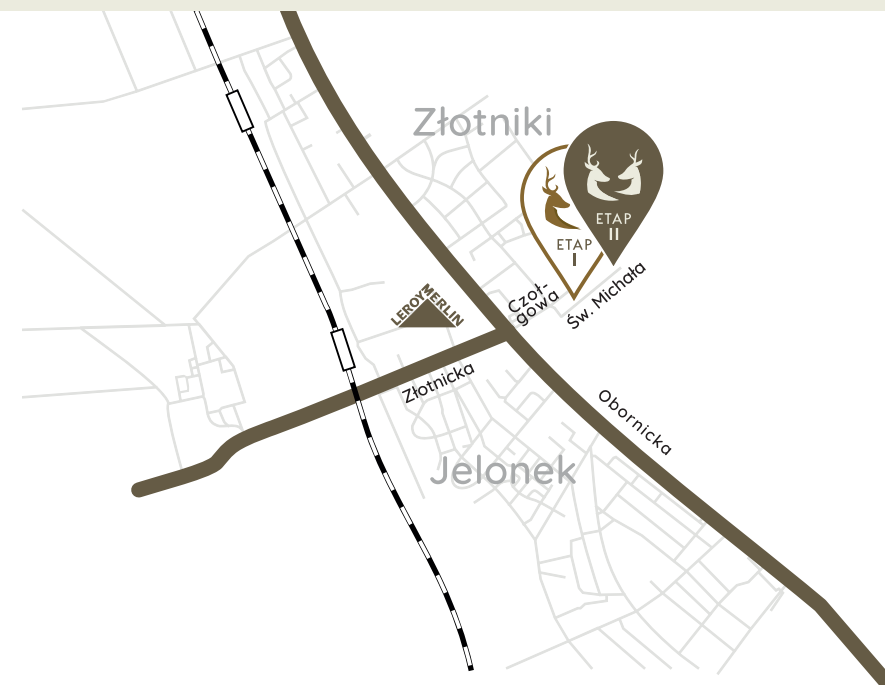 Złotniki
ETAP
II
ETAP
I
Czoł-
gowa
Św. Michała
LEROY MERLIN
Złotnicka
Obornicka
Jelonek